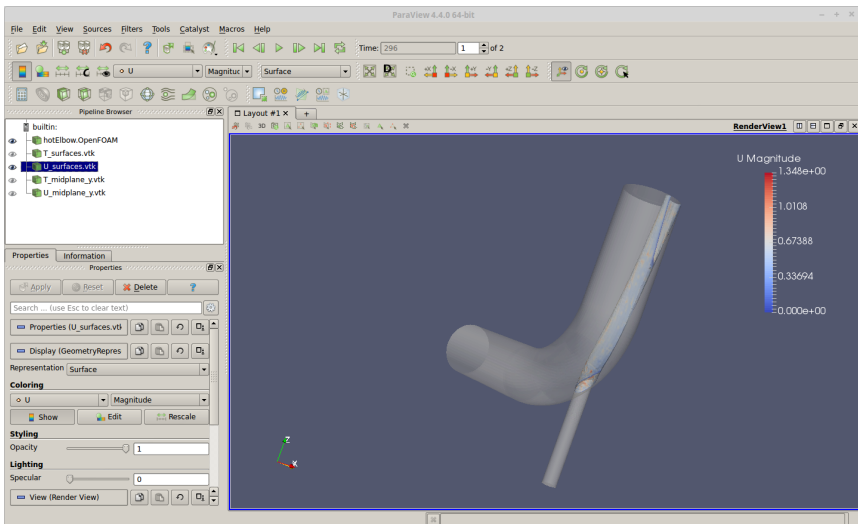 ParaView 4.4.0 64-bit
File Edit View Sources Filters Tools Catalyst Macros Help
Time: 296 1 of 2
U Magnituc Surface
Pipeline Browser
builtin:
hotElbow.OpenFOAM
T_surfaces.vtk
U_surfaces.vtk
T_midplane_y.vtk
U_midplane_y.vtk
Properties Information
Properties
Apply Reset Delete ?
Search ... (use Esc to clear text)
Properties (U_surfaces.vtk
Display (GeometryRepres
Representation Surface
Coloring
U Magnitude
Show Edit Rescale
Styling
Opacity 1
Lighting
Specular 0
View (Render View)
Layout #1 × +
3D RenderView1
U Magnitude
1.348e+00
1.0108
0.67388
0.33694
0.000e+00
Z
X